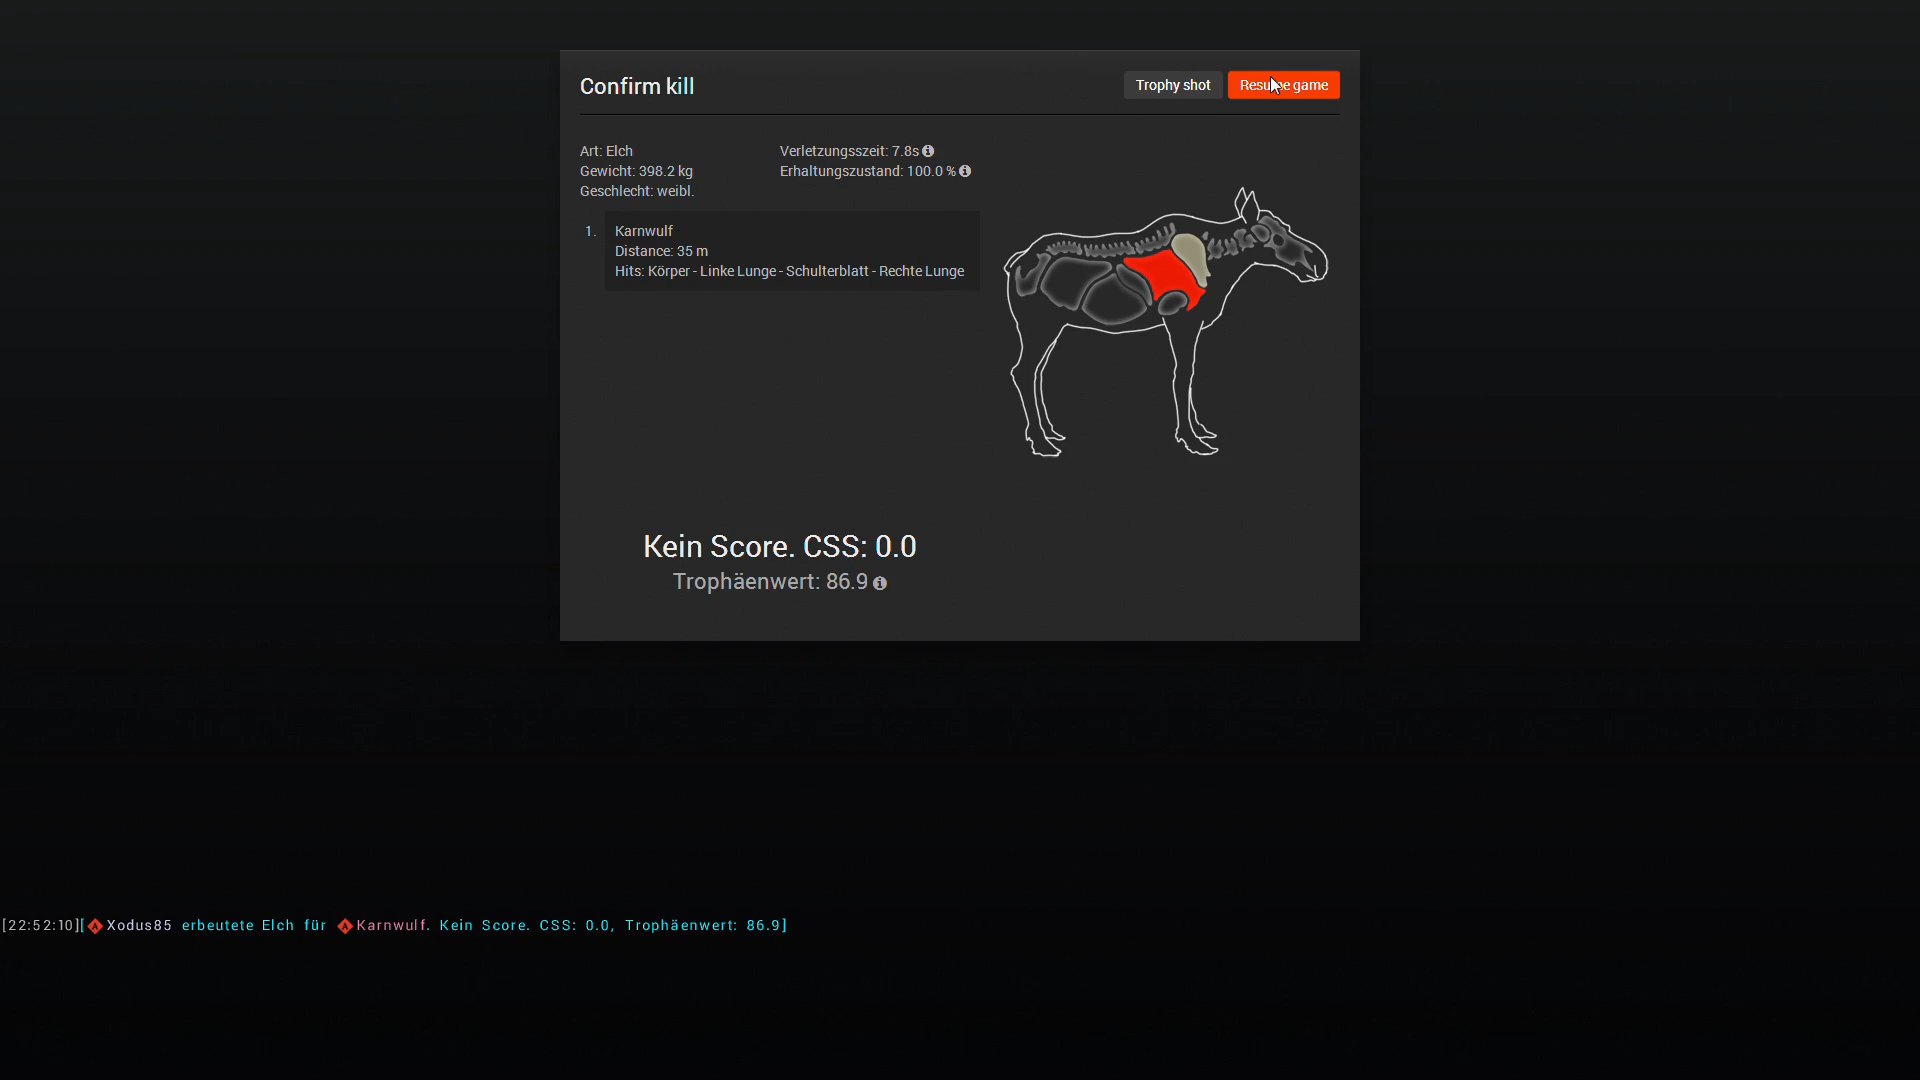 Confirm kill
Trophy shot
Resume game
Art: Elch
Gewicht: 398.2 kg
Geschlecht: weibl.
Verletzungsszeit: 7.8s
Erhaltungszustand: 100.0 %
1.
Karnwulf
Distance: 35 m
Hits: Körper - Linke Lunge - Schulterblatt - Rechte Lunge
Kein Score. CSS: 0.0
Trophäenwert: 86.9
[22:52:10][ Xodus85 erbeutete Elch für Karnwulf. Kein Score. CSS: 0.0, Trophäenwert: 86.9]